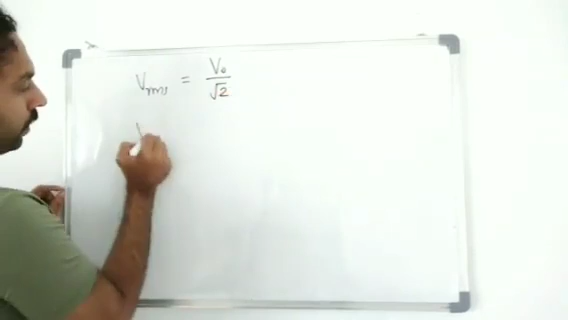 Vrms = V₀/√2